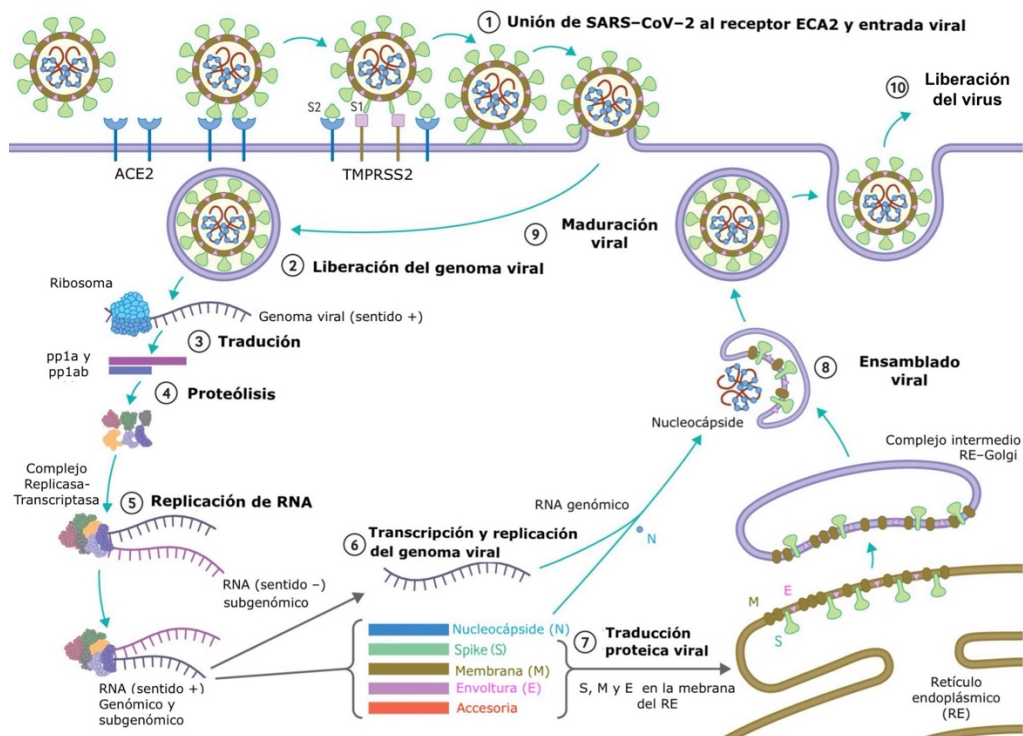 1 Unión de SARS-CoV-2 al receptor ECA2 y entrada viral
10 Liberación
del virus
S2
S1
ACE2
TMPRSS2
9 Maduración
viral
2 Liberación del genoma viral
Ribosoma
Genoma viral (sentido +)
3 Tradución
pp1a y
pp1ab
4 Proteólisis
8 Ensamblado
viral
Nucleocápside
Complejo intermedio
RE-Golgi
Complejo
Replicasa-
Transcriptasa
5 Replicación de RNA
RNA genómico
N
6 Transcripción y replicación
del genoma viral
RNA (sentido -)
subgenómico
M
E
S
Nucleocápside (N)
Spike (S)
Membrana (M)
Envoltura (E)
Accesoria
7 Traducción
proteica viral
S, M y E en la mebrana
del RE
RNA (sentido +)
Genómico y
subgenómico
Retículo
endoplásmico
(RE)